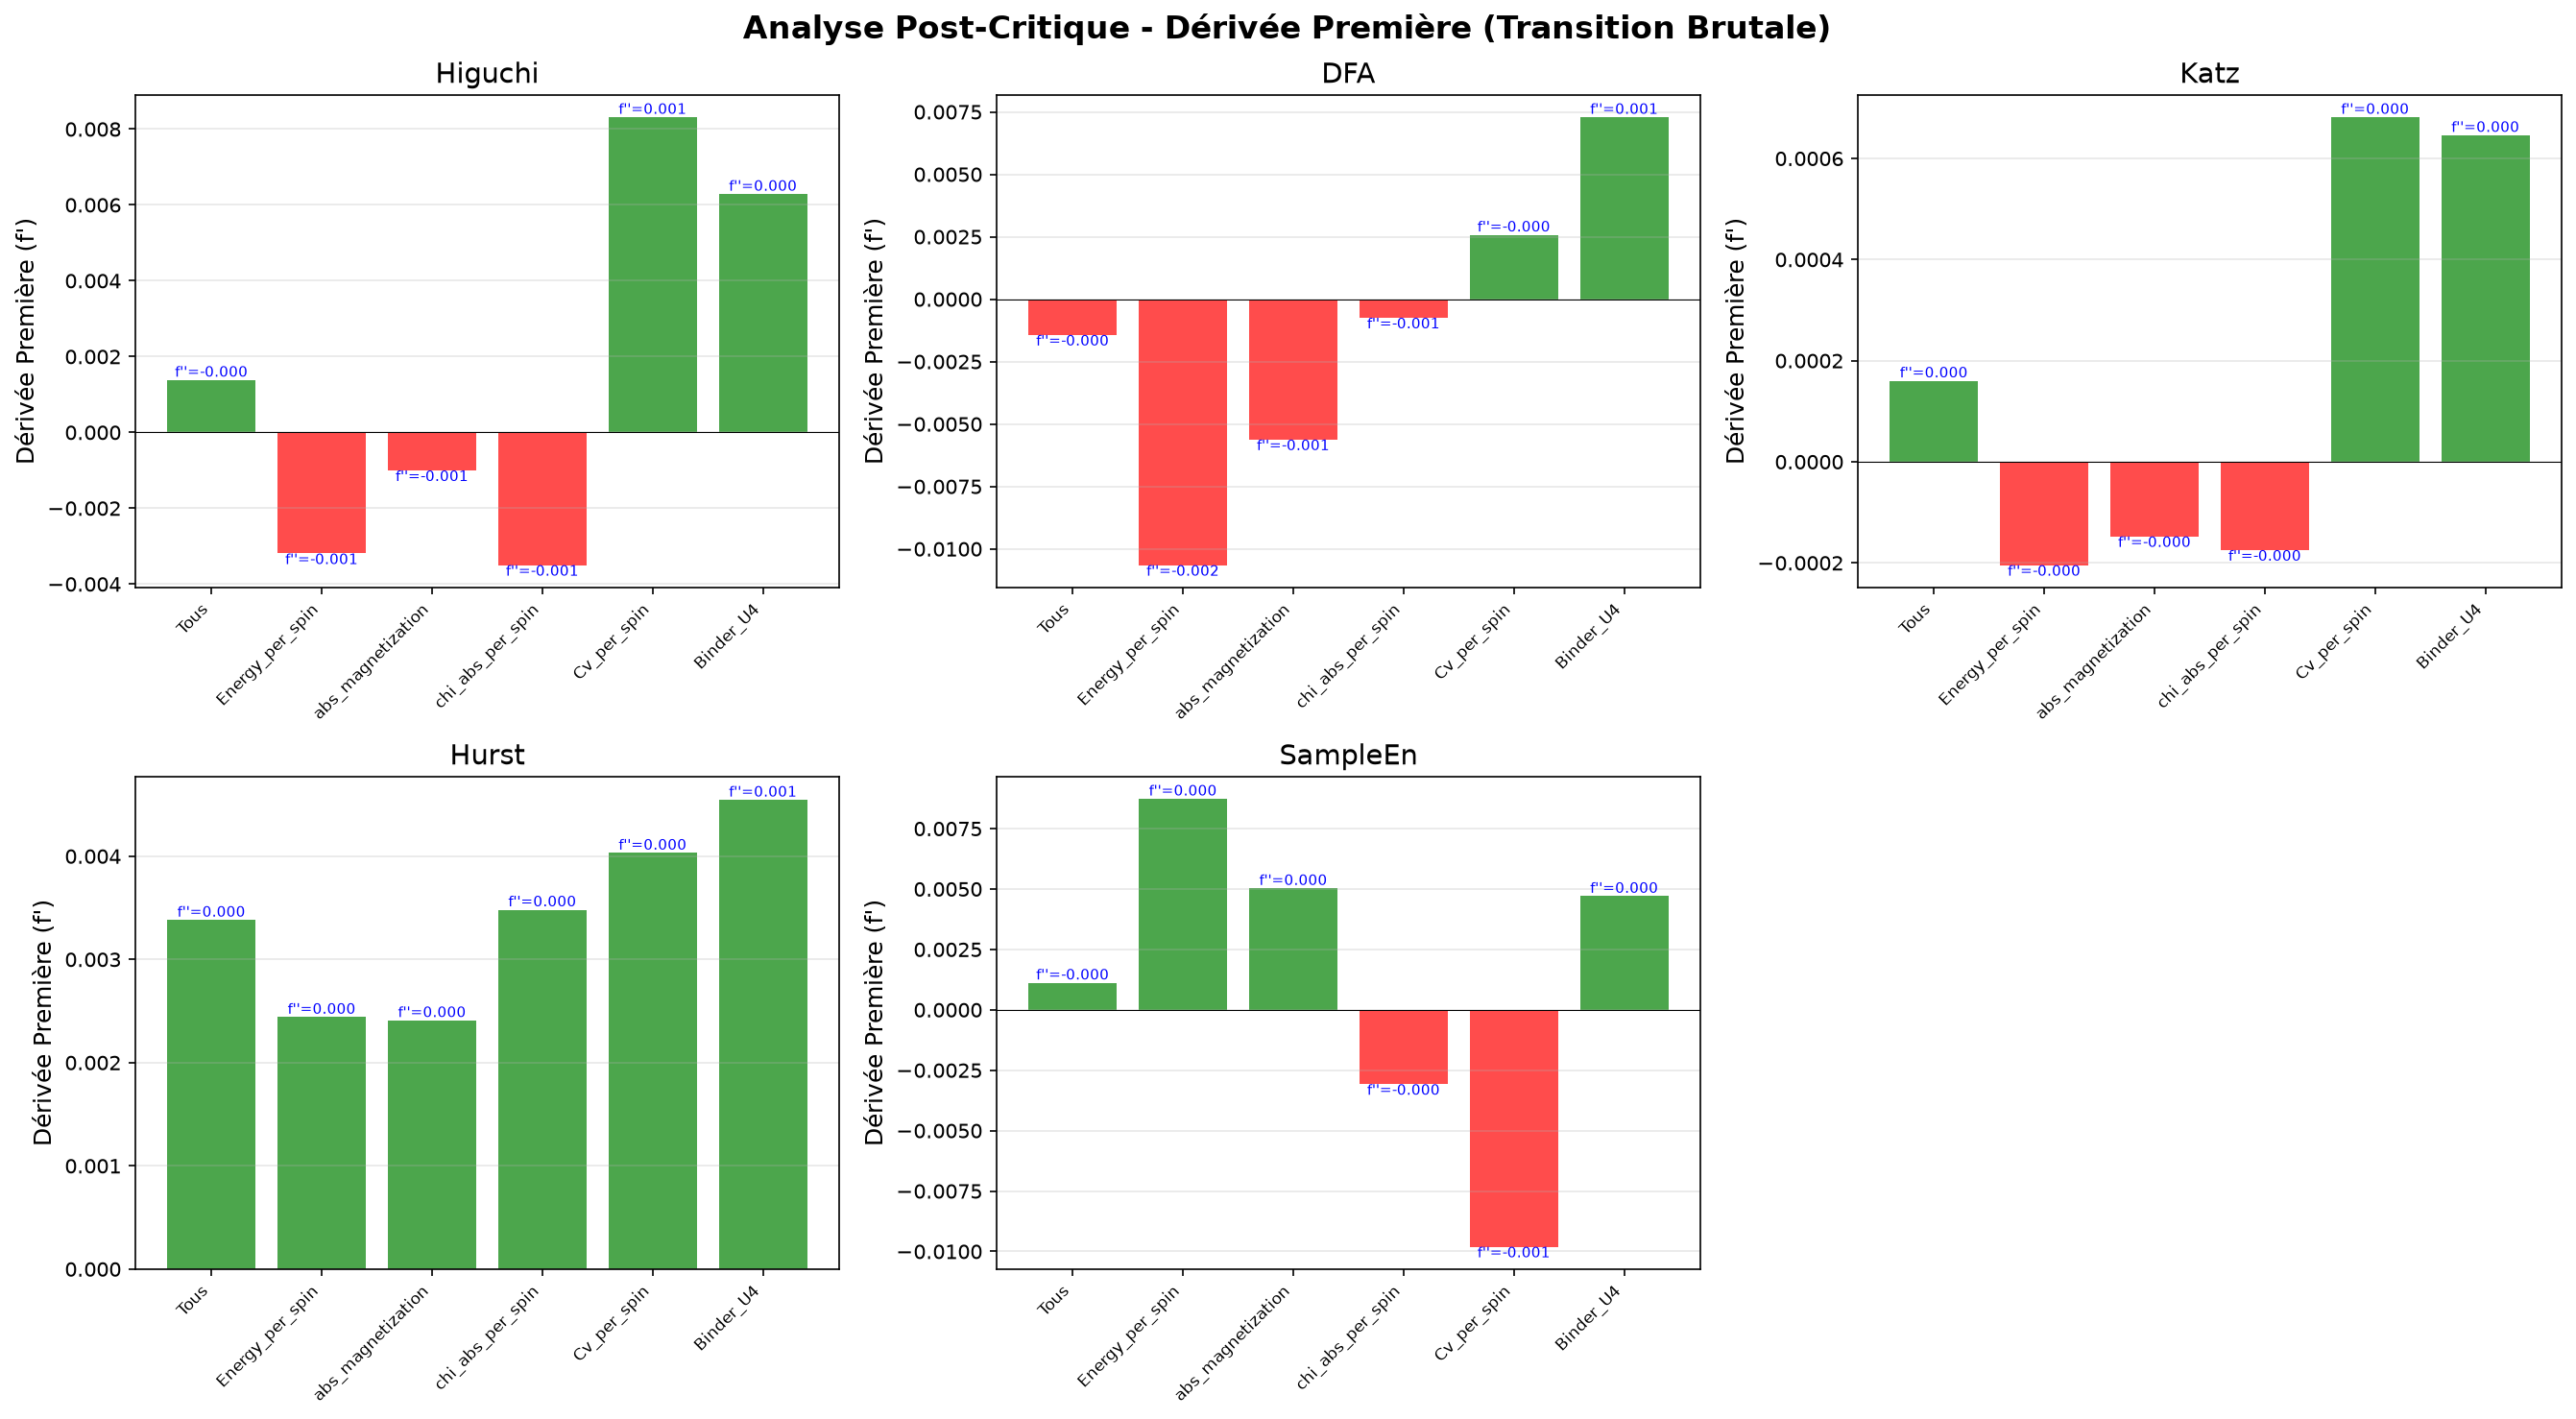 Analyse Post-Critique - Dérivée Première (Transition Brutale)
Higuchi
Dérivée Première (f')
0.008
0.006
0.004
0.002
0.000
−0.002
−0.004
f''=-0.000
f''=-0.001
f''=-0.001
f''=-0.001
f''=0.001
f''=0.000
Tous
Energy_per_spin
abs_magnetization
chi_abs_per_spin
Cv_per_spin
Binder_U4
DFA
Dérivée Première (f')
0.0075
0.0050
0.0025
0.0000
−0.0025
−0.0050
−0.0075
−0.0100
f''=-0.000
f''=-0.002
f''=-0.001
f''=-0.001
f''=-0.000
f''=0.001
Tous
Energy_per_spin
abs_magnetization
chi_abs_per_spin
Cv_per_spin
Binder_U4
Katz
Dérivée Première (f')
0.0006
0.0004
0.0002
0.0000
−0.0002
f''=0.000
f''=-0.000
f''=-0.000
f''=-0.000
f''=0.000
f''=0.000
Tous
Energy_per_spin
abs_magnetization
chi_abs_per_spin
Cv_per_spin
Binder_U4
Hurst
Dérivée Première (f')
0.004
0.003
0.002
0.001
0.000
f''=0.000
f''=0.000
f''=0.000
f''=0.000
f''=0.000
f''=0.001
Tous
Energy_per_spin
abs_magnetization
chi_abs_per_spin
Cv_per_spin
Binder_U4
SampleEn
Dérivée Première (f')
0.0075
0.0050
0.0025
0.0000
−0.0025
−0.0050
−0.0075
−0.0100
f''=-0.000
f''=0.000
f''=0.000
f''=-0.000
f''=-0.001
f''=0.000
Tous
Energy_per_spin
abs_magnetization
chi_abs_per_spin
Cv_per_spin
Binder_U4